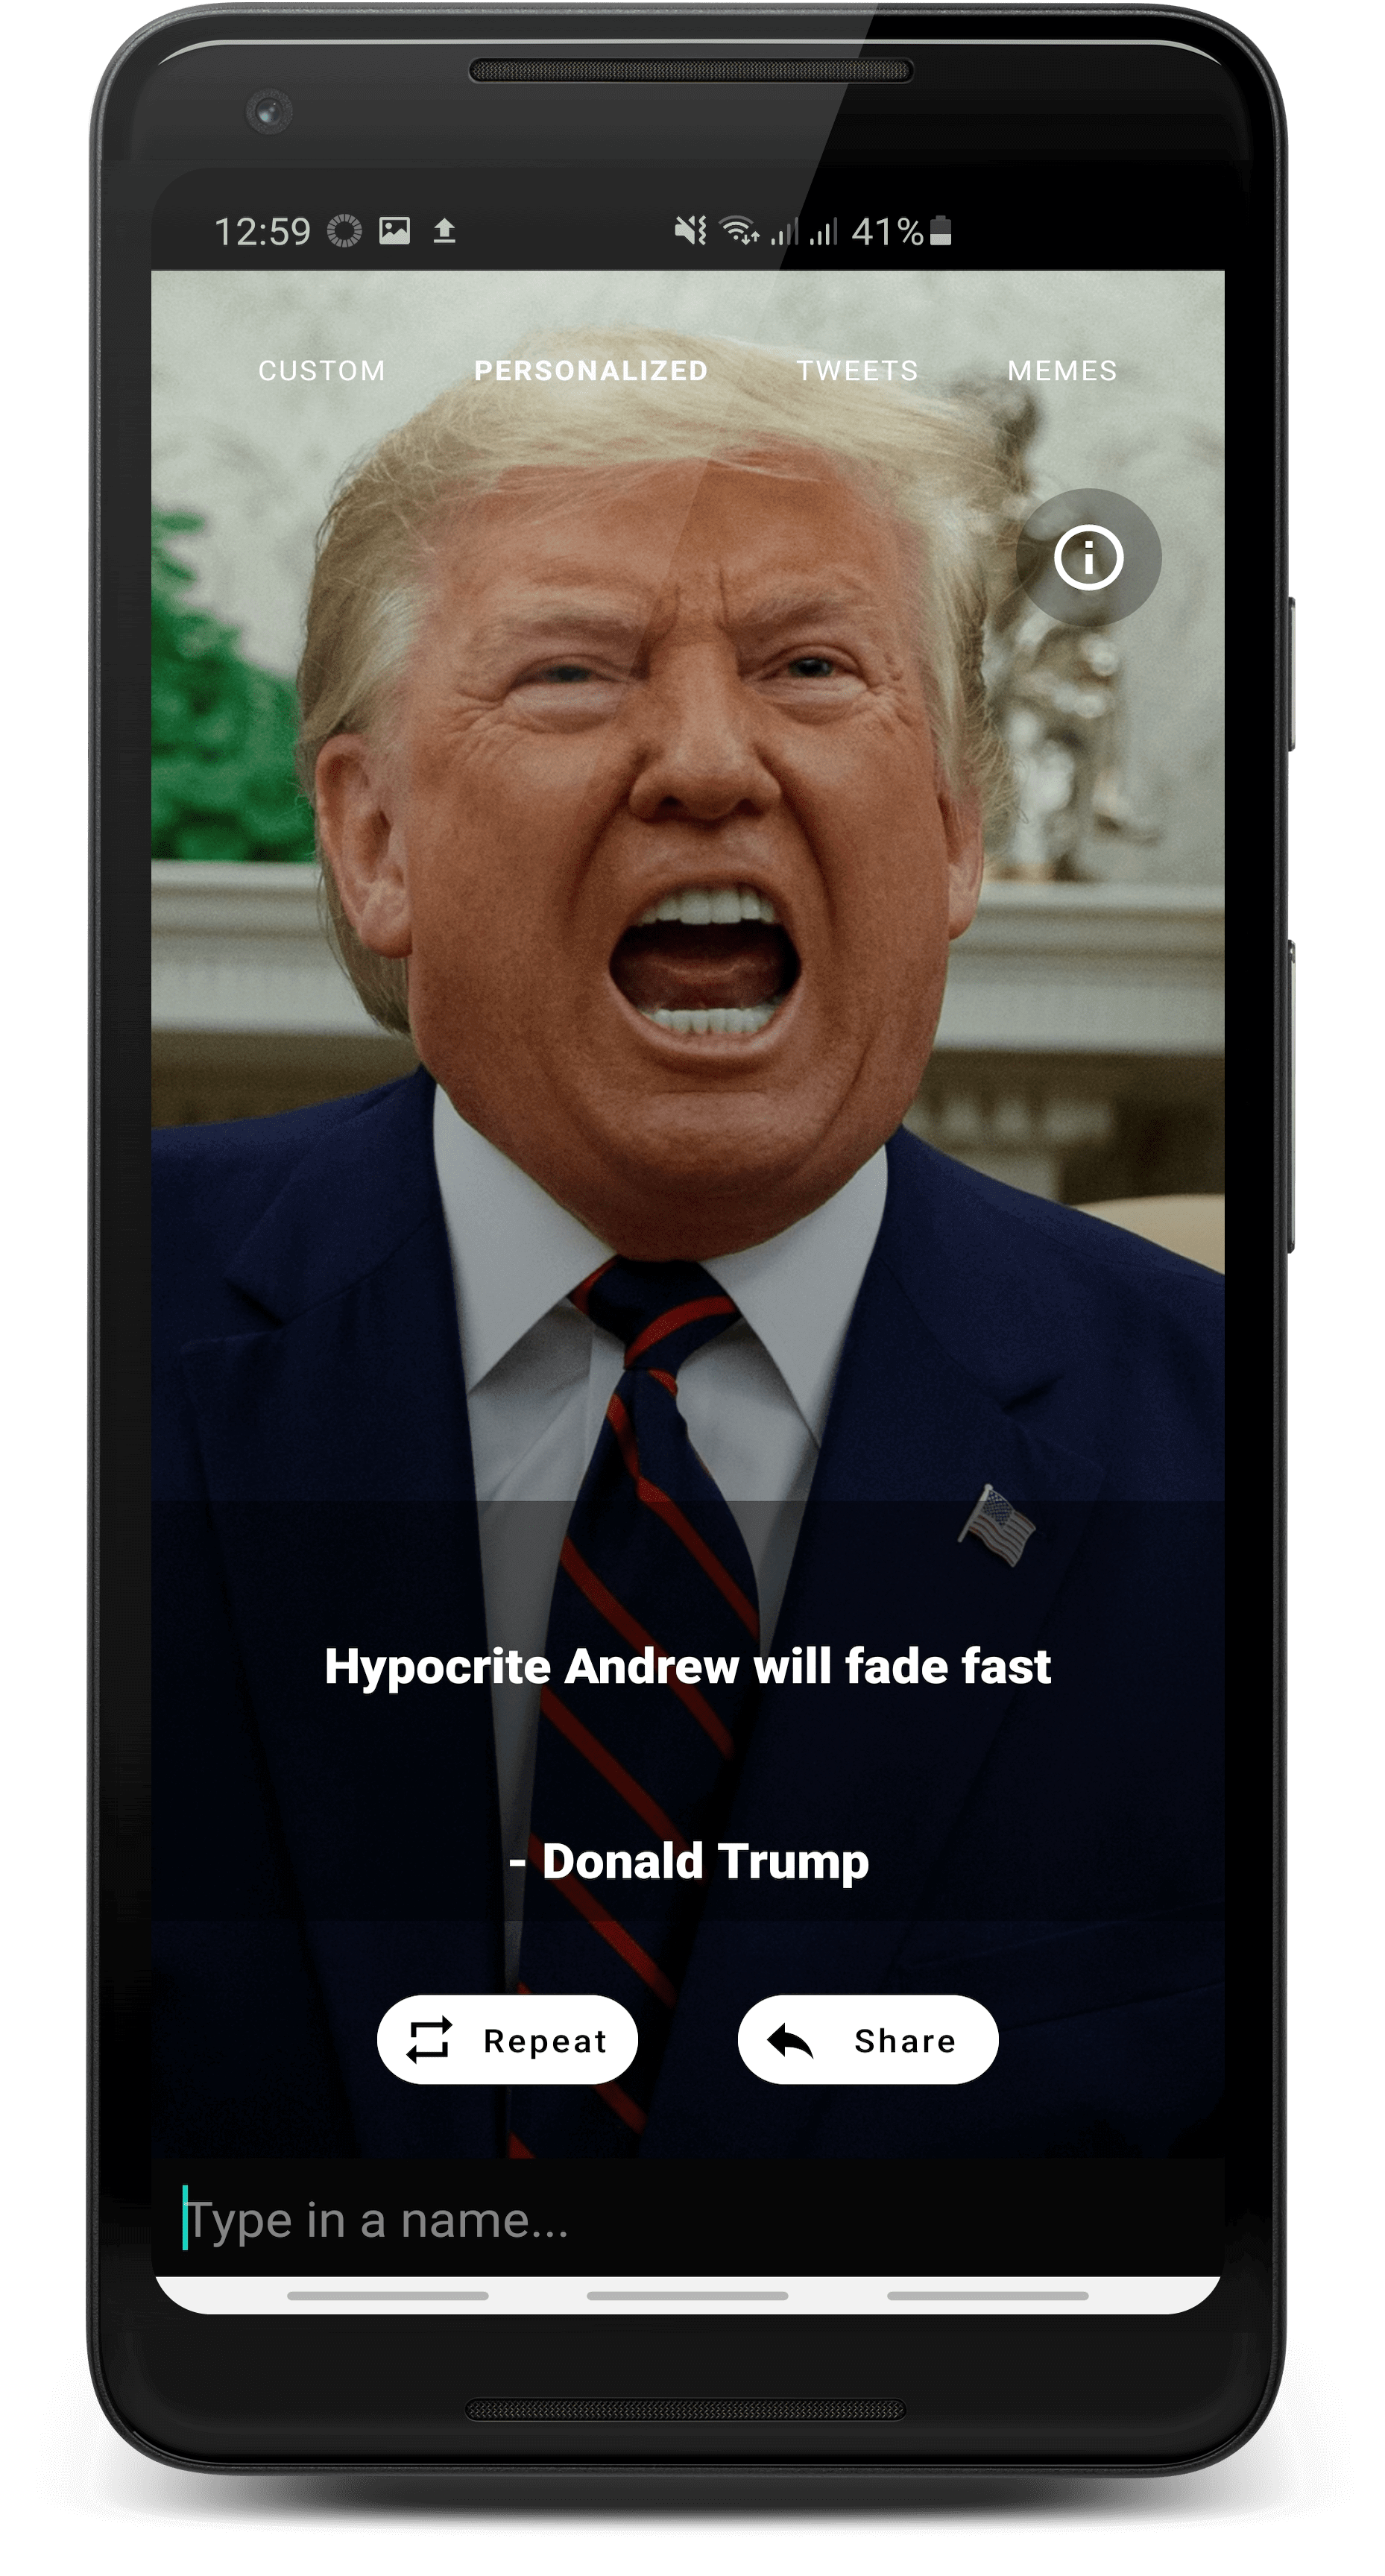 12:59 41%
CUSTOM PERSONALIZED TWEETS MEMES
Hypocrite Andrew will fade fast
- Donald Trump
Repeat Share
Type in a name...